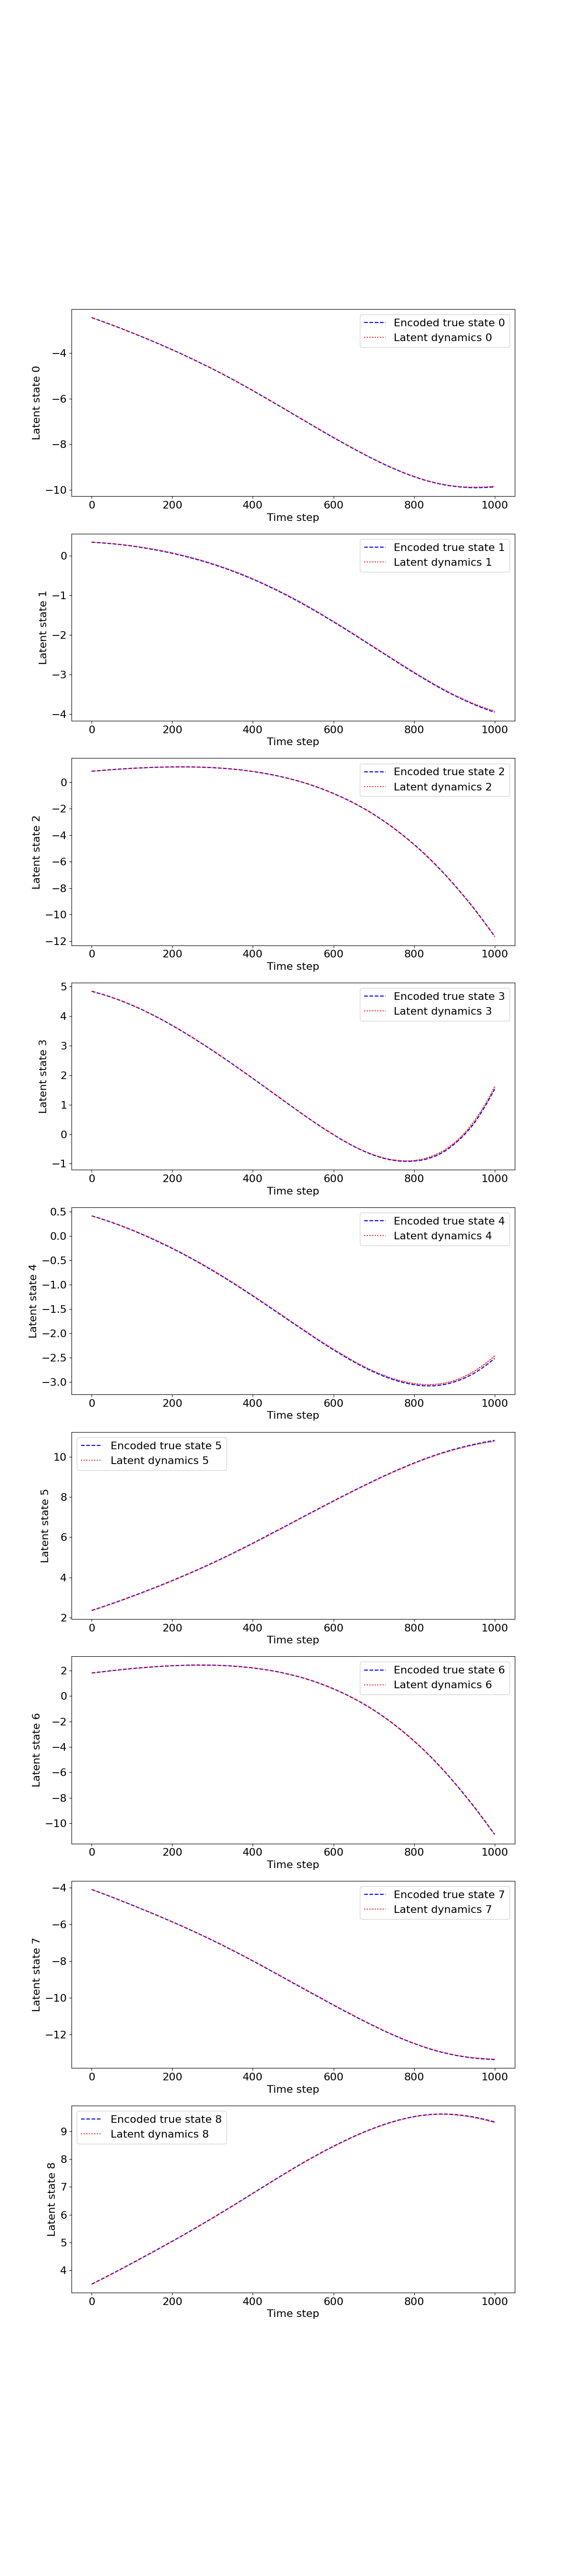 Encoded true state 0
Latent dynamics 0
−4
−6
−8
−10
Latent state 0
0 200 400 600 800 1000
Time step
Encoded true state 1
Latent dynamics 1
0
−1
−2
−3
−4
Latent state 1
0 200 400 600 800 1000
Time step
Encoded true state 2
Latent dynamics 2
0
−2
−4
−6
−8
−10
−12
Latent state 2
0 200 400 600 800 1000
Time step
Encoded true state 3
Latent dynamics 3
5
4
3
2
1
0
−1
Latent state 3
0 200 400 600 800 1000
Time step
Encoded true state 4
Latent dynamics 4
0.5
0.0
−0.5
−1.0
−1.5
−2.0
−2.5
−3.0
Latent state 4
0 200 400 600 800 1000
Time step
Encoded true state 5
Latent dynamics 5
10
8
6
4
2
Latent state 5
0 200 400 600 800 1000
Time step
Encoded true state 6
Latent dynamics 6
2
0
−2
−4
−6
−8
−10
Latent state 6
0 200 400 600 800 1000
Time step
Encoded true state 7
Latent dynamics 7
−4
−6
−8
−10
−12
Latent state 7
0 200 400 600 800 1000
Time step
Encoded true state 8
Latent dynamics 8
9
8
7
6
5
4
Latent state 8
0 200 400 600 800 1000
Time step